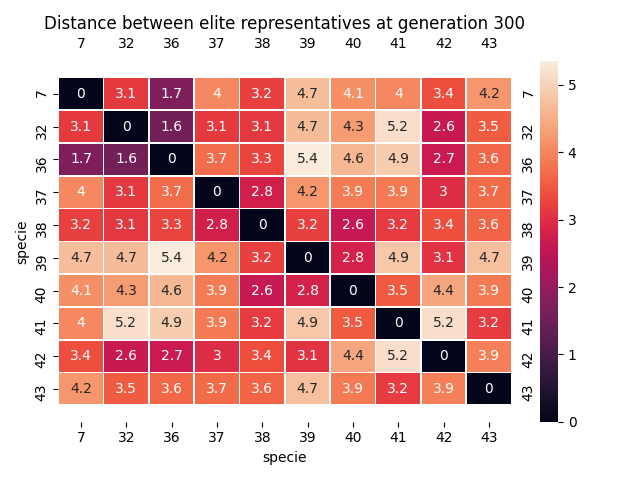 Distance between elite representatives at generation 300
7 32 36 37 38 39 40 41 42 43
7 0 3.1 1.7 4 3.2 4.7 4.1 4 3.4 4.2 7
32 3.1 0 1.6 3.1 3.1 4.7 4.3 5.2 2.6 3.5 32
36 1.7 1.6 0 3.7 3.3 5.4 4.6 4.9 2.7 3.6 36
37 4 3.1 3.7 0 2.8 4.2 3.9 3.9 3 3.7 37
38 3.2 3.1 3.3 2.8 0 3.2 2.6 3.2 3.4 3.6 38
39 4.7 4.7 5.4 4.2 3.2 0 2.8 4.9 3.1 4.7 39
40 4.1 4.3 4.6 3.9 2.6 2.8 0 3.5 4.4 3.9 40
41 4 5.2 4.9 3.9 3.2 4.9 3.5 0 5.2 3.2 41
42 3.4 2.6 2.7 3 3.4 3.1 4.4 5.2 0 3.9 42
43 4.2 3.5 3.6 3.7 3.6 4.7 3.9 3.2 3.9 0 43
7 32 36 37 38 39 40 41 42 43
specie
specie
5
4
3
2
1
0